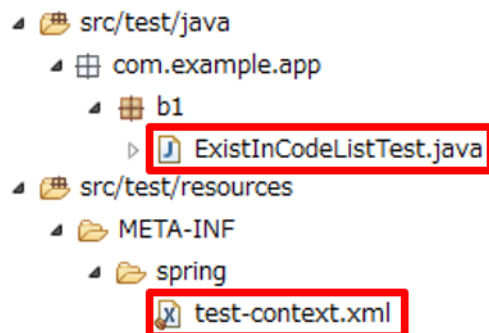 src/test/java
com.example.app
b1
ExistInCodeListTest.java
src/test/resources
META-INF
spring
test-context.xml